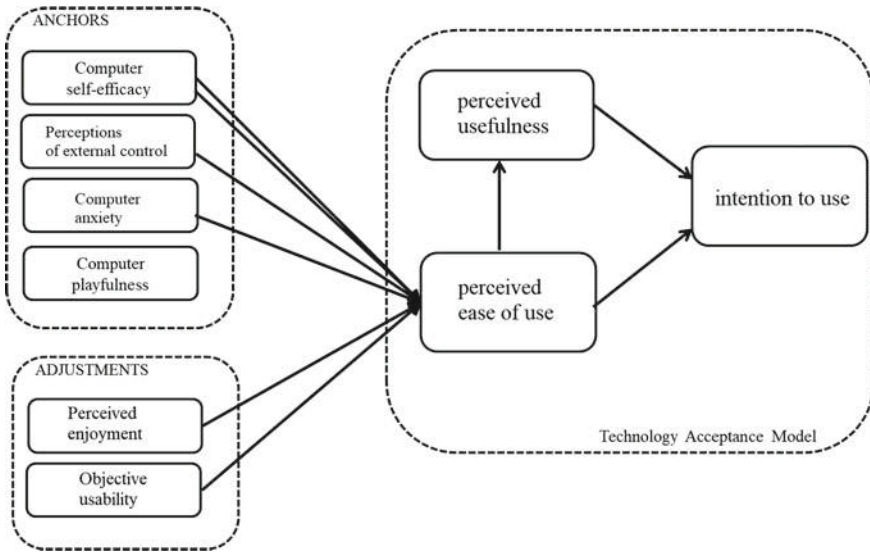 ANCHORS
Computer
self-efficacy
Perceptions
of external control
Computer
anxiety
Computer
playfulness
ADJUSTMENTS
Perceived
enjoyment
Objective
usability
perceived
usefulness
perceived
ease of use
intention to use
Technology Acceptance Model